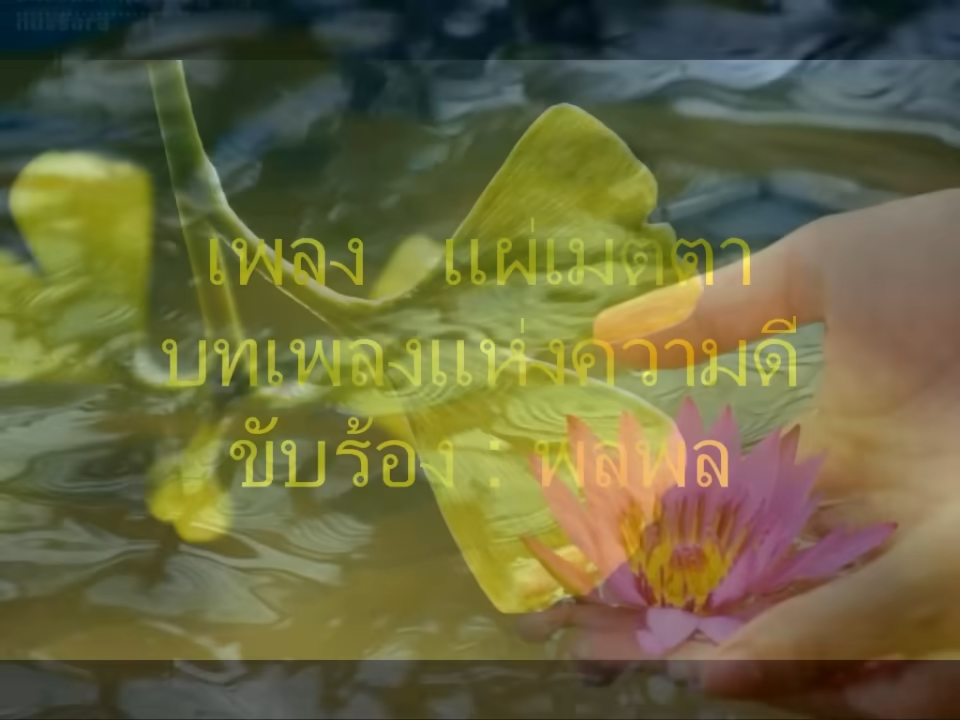 เพลง แผ่เมตตา
บทเพลงแห่งความดี
ขับร้อง : พลพล